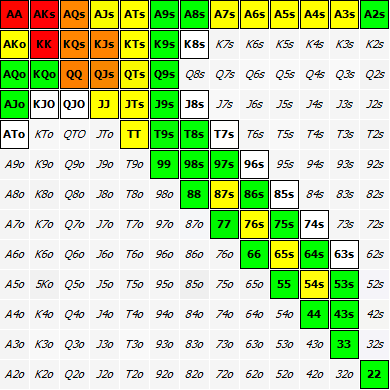 AA AKs AQs AJs ATs A9s A8s A7s A6s A5s A4s A3s A2s
AKo KK KQs KJs KTs K9s K8s K7s K6s K5s K4s K3s K2s
AQo KQo QQ QJs QTs Q9s Q8s Q7s Q6s Q5s Q4s Q3s Q2s
AJo KJO QJO JJ JTs J9s J8s J7s J6s J5s J4s J3s J2s
ATo KTo QTO JTo TT T9s T8s T7s T6s T5s T4s T3s T2s
A9o K9o Q9o J9o T9o 99 98s 97s 96s 95s 94s 93s 92s
A8o K8o Q8o J8o T8o 98o 88 87s 86s 85s 84s 83s 82s
A7o K7o Q7o J7o T7o 97o 87o 77 76s 75s 74s 73s 72s
A6o K6o Q6o J6o T6o 96o 86o 76o 66 65s 64s 63s 62s
A5o 5Ko Q5o J5o T5o 95o 85o 75o 65o 55 54s 53s 52s
A4o K4o Q4o J4o T4o 94o 84o 74o 64o 54o 44 43s 42s
A3o K3o Q3o J3o T3o 93o 83o 73o 63o 53o 43o 33 32s
A2o K2o Q2o J2o T2o 92o 82o 72o 62o 52o 42o 32o 22